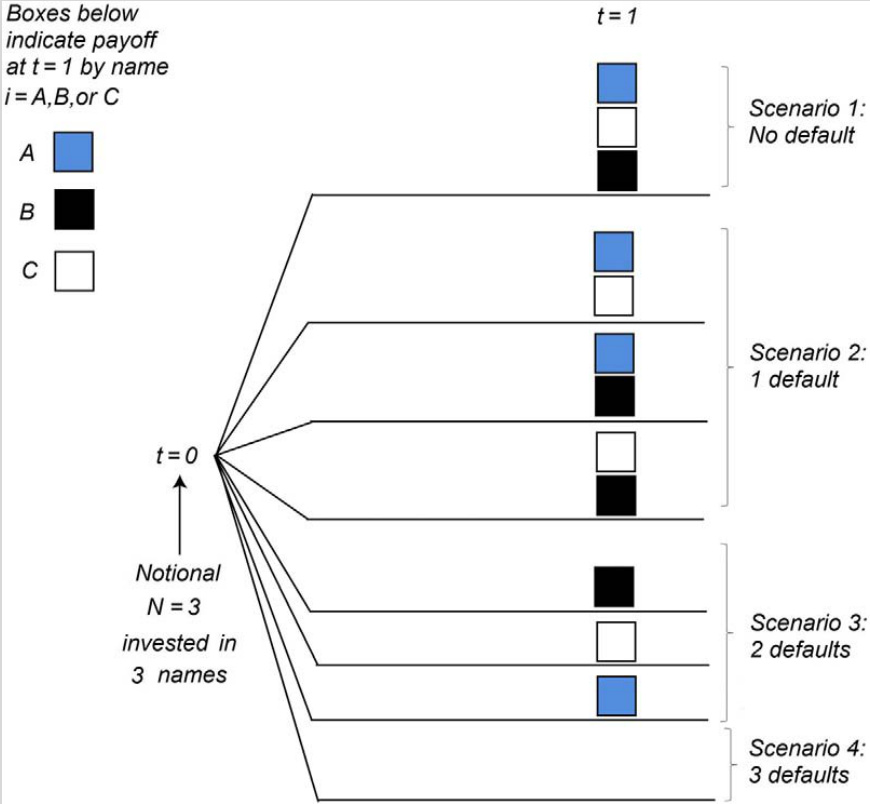 Boxes below
indicate payoff
at t = 1 by name
i = A,B,or C
A
B
C
t = 1
Scenario 1:
No default
Scenario 2:
1 default
t = 0
Notional
N = 3
invested in
3 names
Scenario 3:
2 defaults
Scenario 4:
3 defaults